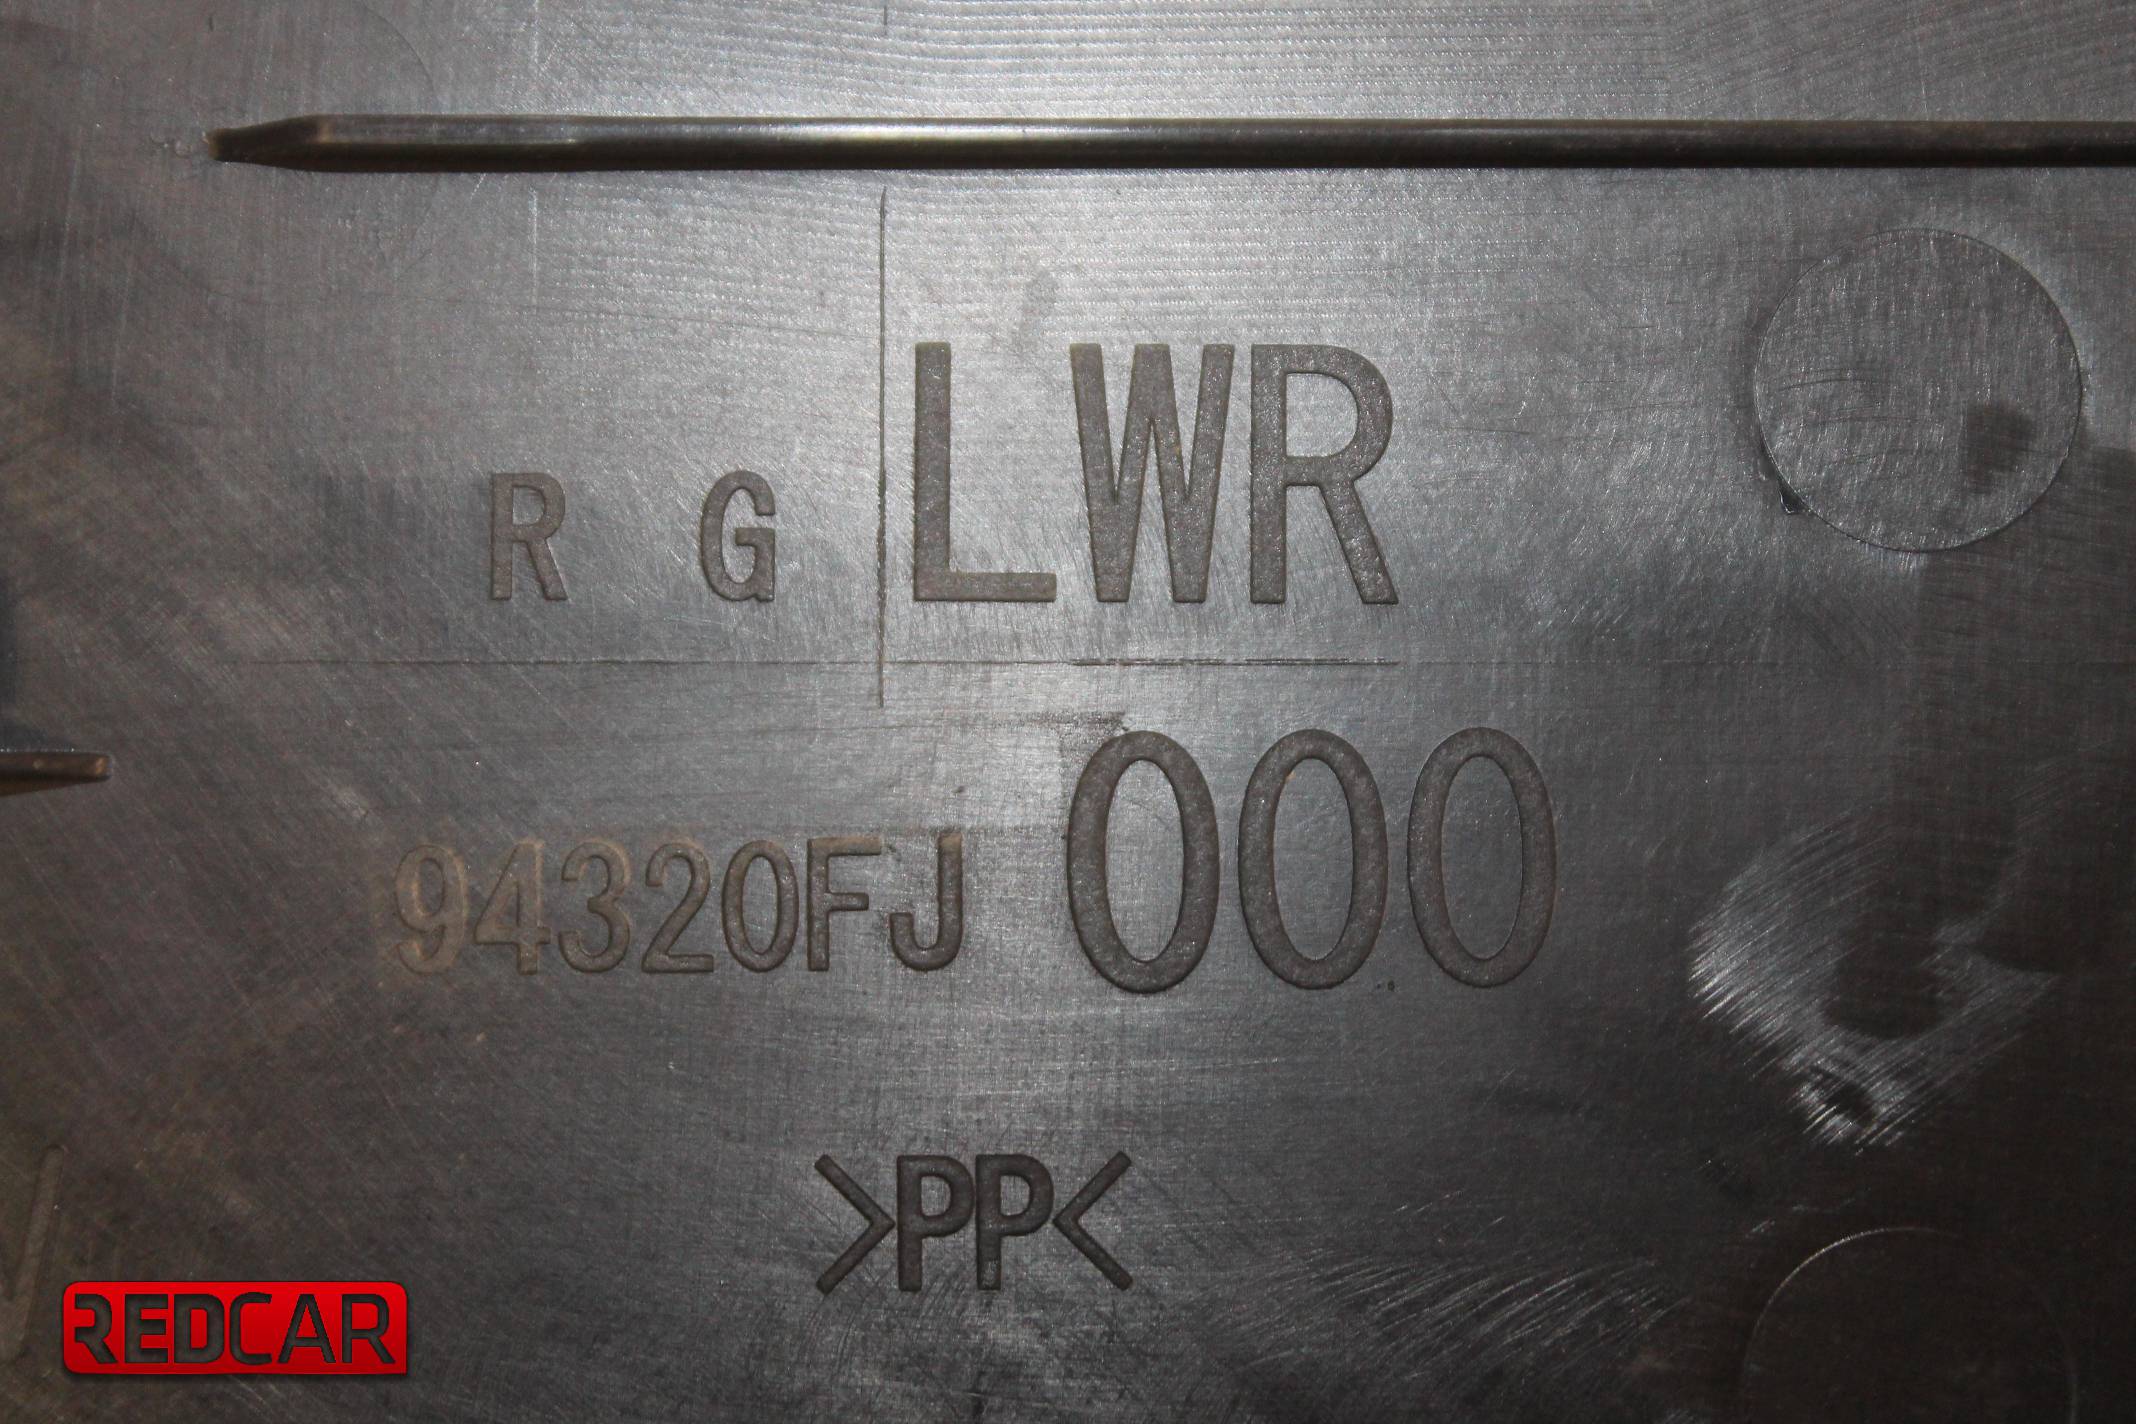 R G LWR
94320FJ 000
>PP<
REDCAR